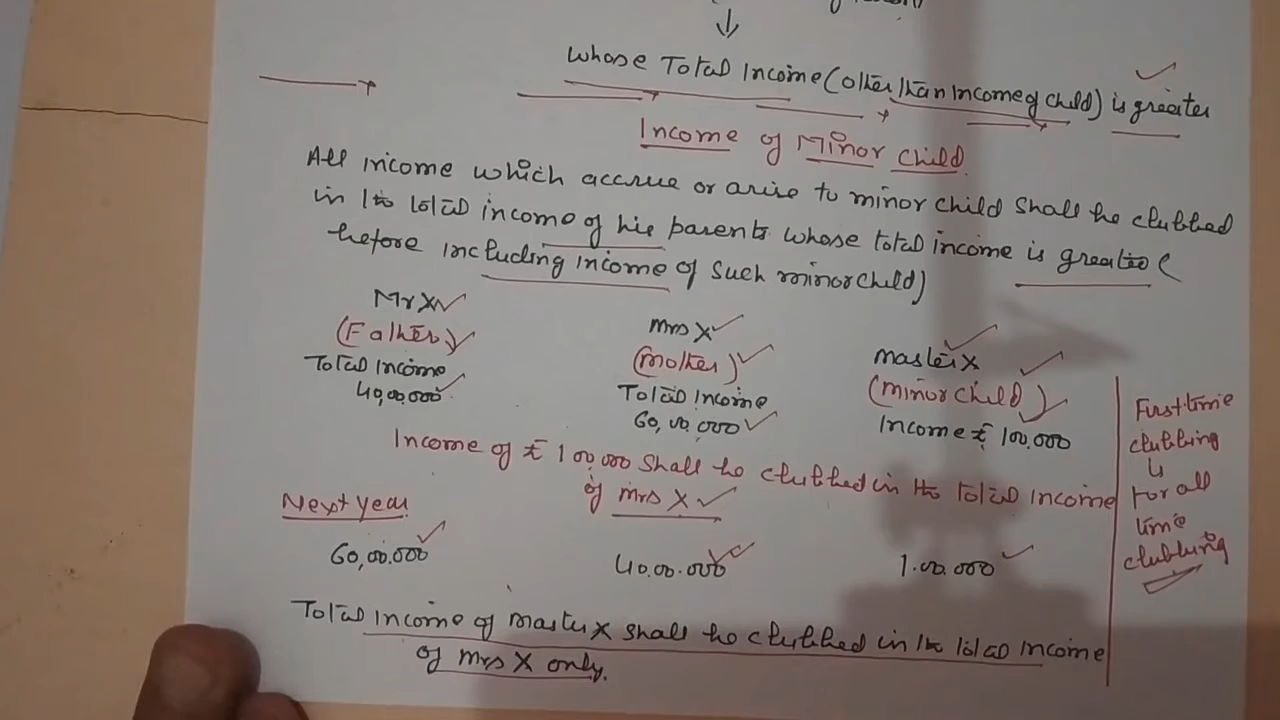 ↓
whose Total Income (other than Income of child) is greater
Income of Minor child.
All income which accrue or arise to minor child shall be clubbed
in the total income of his parents whose total income is greater (
before including income of such minor child)
Mr X Mrs X Master X
(Father) (Mother) (Minor child)
Total Income Total Income Income ₹ 100,000
40,00,000 60,00,000
Income of ₹ 1 00 000 shall be clubbed in the total income
of Mrs X
Next year
60,00,000 40,00,000 1,00,000
Total income of master X shall be clubbed in the total income
of Mrs X only.
First time
clubbing
is
for all
time
clubbing